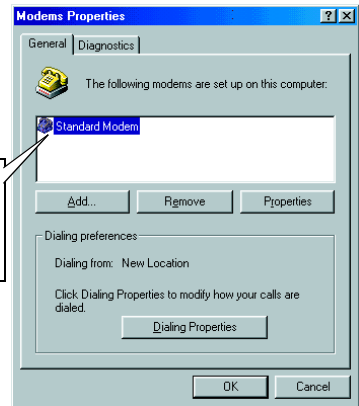 Modems Properties
General
Diagnostics
The following modems are set up on this computer:
Standard Modem
Add...
Remove
Properties
Dialing preferences
Dialing from: New Location
Click Dialing Properties to modify how your calls are
dialed.
Dialing Properties
OK
Cancel